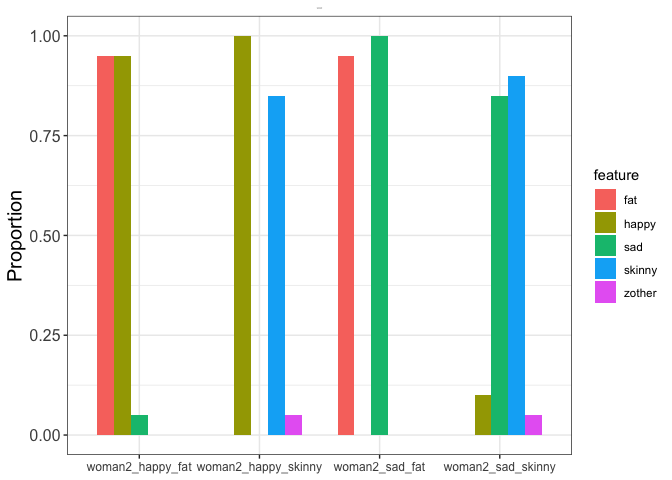 1.00
0.75
0.50
0.25
0.00
Proportion
woman2_happy_fat woman2_happy_skinny woman2_sad_fat woman2_sad_skinny
feature
fat
happy
sad
skinny
zother